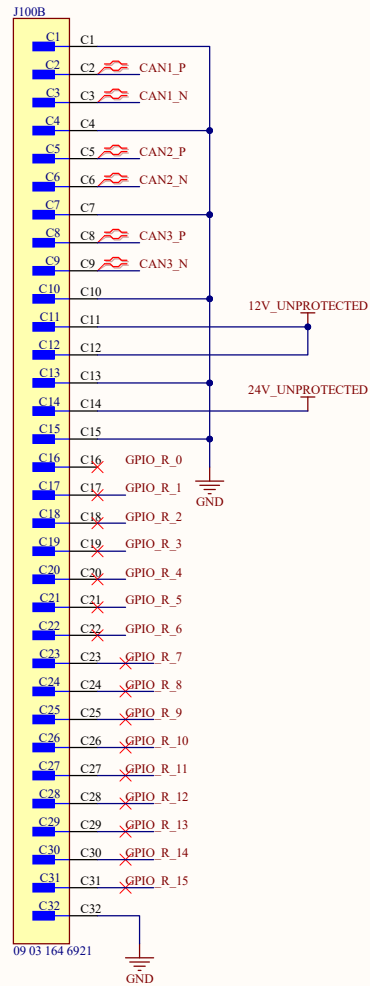 J100B
C1 C1
C2 C2 CAN1_P
C3 C3 CAN1_N
C4 C4
C5 C5 CAN2_P
C6 C6 CAN2_N
C7 C7
C8 C8 CAN3_P
C9 C9 CAN3_N
C10 C10
12V_UNPROTECTED
C11 C11
C12 C12
C13 C13
24V_UNPROTECTED
C14 C14
C15 C15
C16 C16 GPIO_R_0
C17 C17 GPIO_R_1
GND
C18 C18 GPIO_R_2
C19 C19 GPIO_R_3
C20 C20 GPIO_R_4
C21 C21 GPIO_R_5
C22 C22 GPIO_R_6
C23 C23 GPIO_R_7
C24 C24 GPIO_R_8
C25 C25 GPIO_R_9
C26 C26 GPIO_R_10
C27 C27 GPIO_R_11
C28 C28 GPIO_R_12
C29 C29 GPIO_R_13
C30 C30 GPIO_R_14
C31 C31 GPIO_R_15
C32 C32
09 03 164 6921
GND